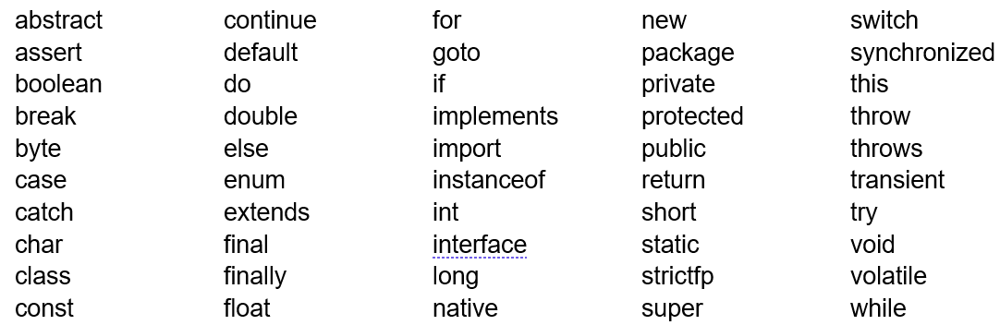 abstract continue for new switch
assert default goto package synchronized
boolean do if private this
break double implements protected throw
byte else import public throws
case enum instanceof return transient
catch extends int short try
char final interface static void
class finally long strictfp volatile
const float native super while